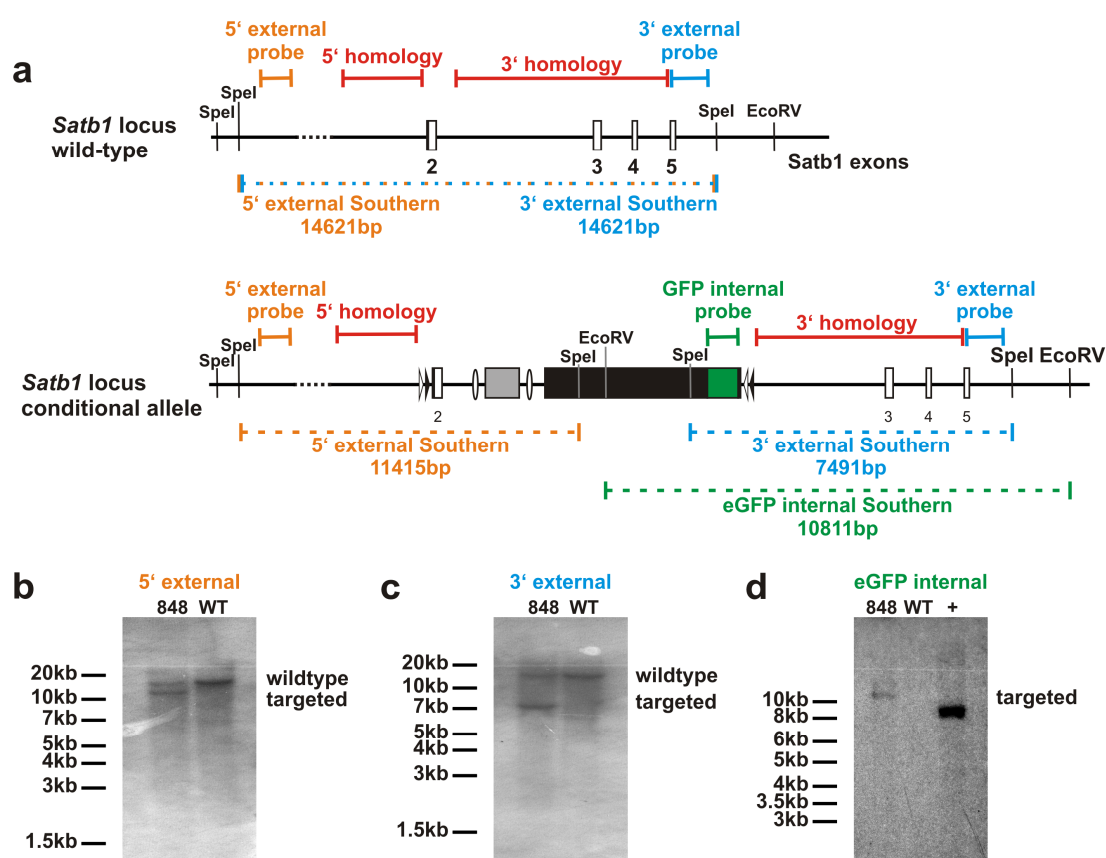 a
5‘ external
probe
5‘ homology
3‘ homology
3‘ external
probe
SpeI
SpeI
SpeI
EcoRV
Satb1 locus
wild-type
2
3
4
5
Satb1 exons
5‘ external Southern
14621bp
3‘ external Southern
14621bp
5‘ external
probe
5‘ homology
GFP internal
probe
3‘ homology
3‘ external
probe
SpeI
SpeI
SpeI
EcoRV
SpeI
SpeI
EcoRV
Satb1 locus
conditional allele
2
3
4
5
5‘ external Southern
11415bp
3‘ external Southern
7491bp
eGFP internal Southern
10811bp
b
5‘ external
848 WT
20kb
10kb
7kb
5kb
4kb
3kb
1.5kb
wildtype
targeted
c
3‘ external
848 WT
20kb
10kb
7kb
5kb
4kb
3kb
1.5kb
wildtype
targeted
d
eGFP internal
848 WT +
10kb
8kb
6kb
5kb
4kb
3.5kb
3kb
targeted